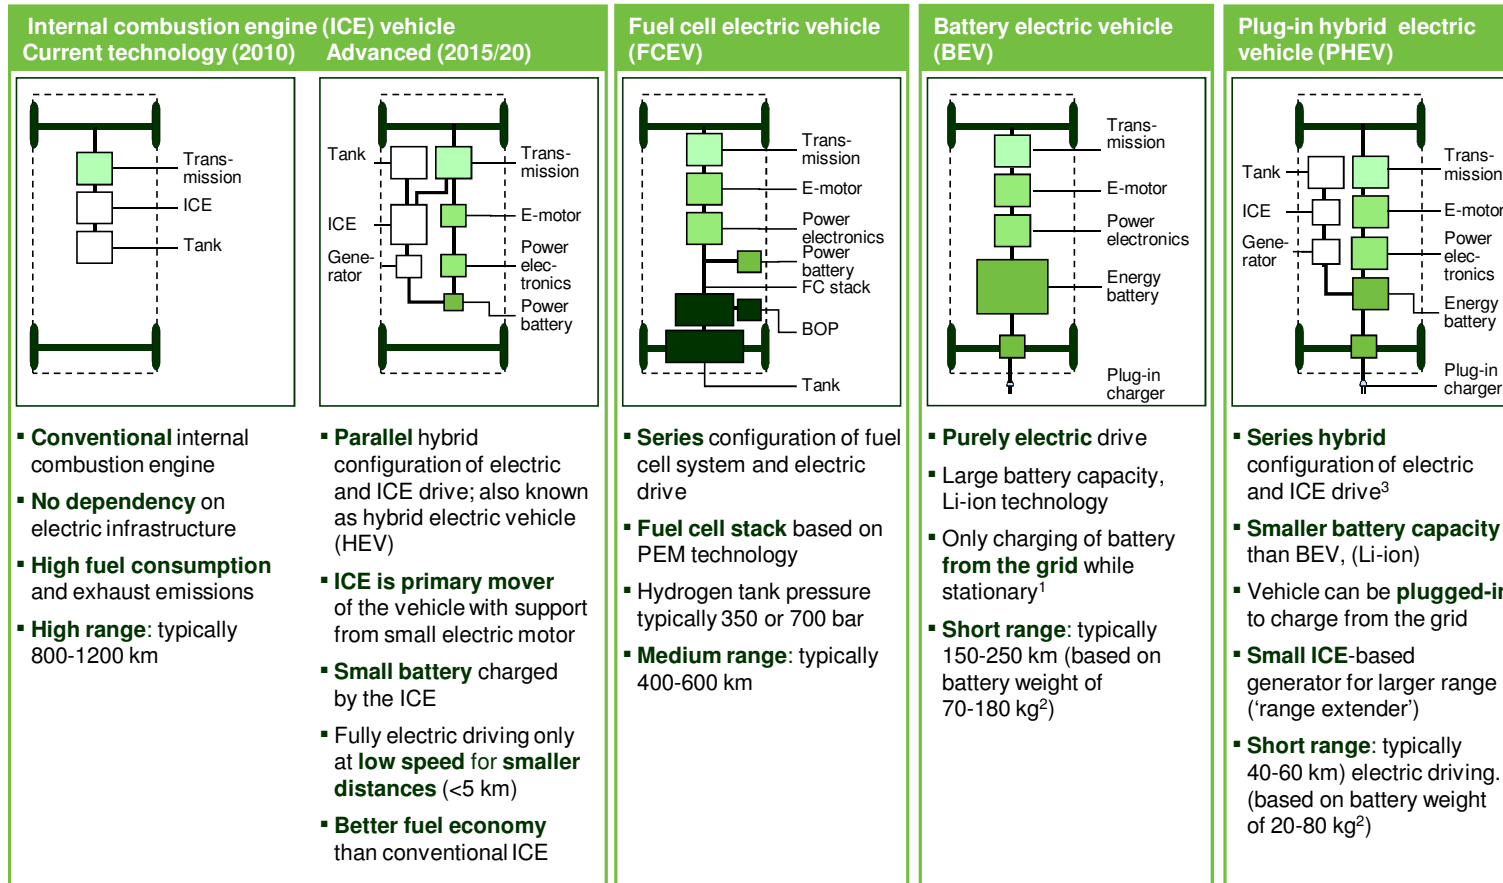 Internal combustion engine (ICE) vehicle
Current technology (2010)
Advanced (2015/20)
Trans-
mission
ICE
Tank
▪ Conventional internal
combustion engine
▪ No dependency on
electric infrastructure
▪ High fuel consumption
and exhaust emissions
▪ High range: typically
800-1200 km
Tank
ICE
Gene-
rator
Trans-
mission
E-motor
Power
elec-
tronics
Power
battery
▪ Parallel hybrid
configuration of electric
and ICE drive; also known
as hybrid electric vehicle
(HEV)
▪ ICE is primary mover
of the vehicle with support
from small electric motor
▪ Small battery charged
by the ICE
▪ Fully electric driving only
at low speed for smaller
distances (<5 km)
▪ Better fuel economy
than conventional ICE
Fuel cell electric vehicle
(FCEV)
Trans-
mission
E-motor
Power
electronics
Power
battery
FC stack
BOP
Tank
▪ Series configuration of fuel
cell system and electric
drive
▪ Fuel cell stack based on
PEM technology
▪ Hydrogen tank pressure
typically 350 or 700 bar
▪ Medium range: typically
400-600 km
Battery electric vehicle
(BEV)
Trans-
mission
E-motor
Power
electronics
Energy
battery
Plug-in
charger
▪ Purely electric drive
▪ Large battery capacity,
Li-ion technology
▪ Only charging of battery
from the grid while
stationary1
▪ Short range: typically
150-250 km (based on
battery weight of
70-180 kg2)
Plug-in hybrid electric
vehicle (PHEV)
Tank
ICE
Gene-
rator
Trans-
mission
E-motor
Power
elec-
tronics
Energy
battery
Plug-in
charger
▪ Series hybrid
configuration of electric
and ICE drive3
▪ Smaller battery capacity
than BEV, (Li-ion)
▪ Vehicle can be plugged-in
to charge from the grid
▪ Small ICE-based
generator for larger range
(‘range extender’)
▪ Short range: typically
40-60 km) electric driving.
(based on battery weight
of 20-80 kg2)